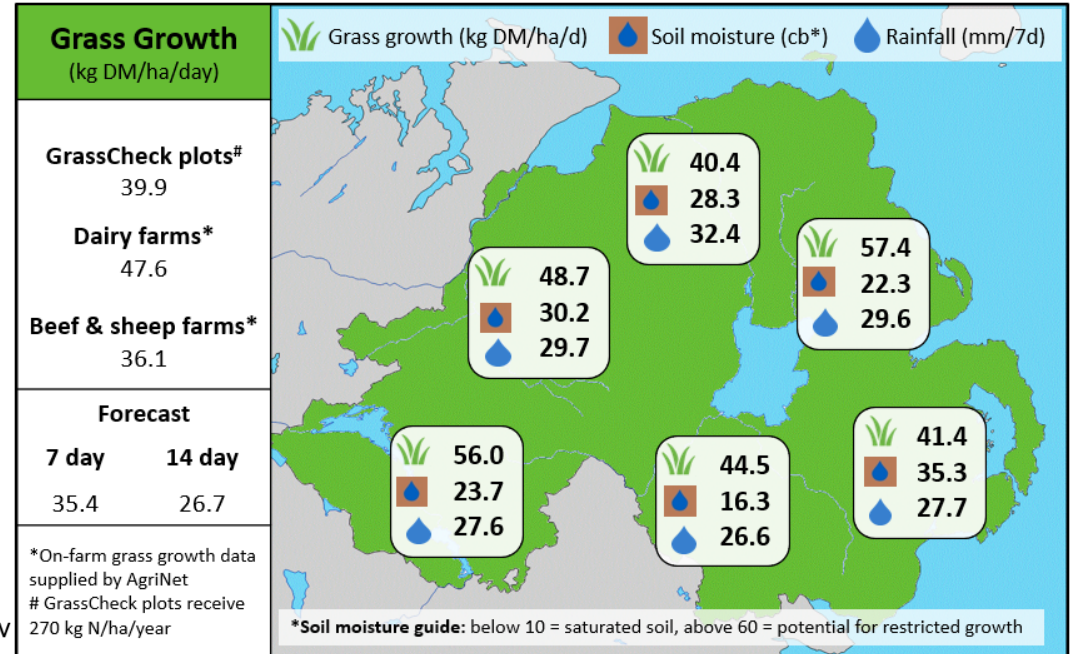 Grass Growth
(kg DM/ha/day)
GrassCheck plots#
39.9
Dairy farms*
47.6
Beef & sheep farms*
36.1
Forecast
7 day 14 day
35.4 26.7
*On-farm grass growth data
supplied by AgriNet
# GrassCheck plots receive
270 kg N/ha/year
v
Grass growth (kg DM/ha/d) Soil moisture (cb*) Rainfall (mm/7d)
40.4
28.3
32.4
57.4
22.3
29.6
48.7
30.2
29.7
56.0
23.7
27.6
44.5
16.3
26.6
41.4
35.3
27.7
*Soil moisture guide: below 10 = saturated soil, above 60 = potential for restricted growth